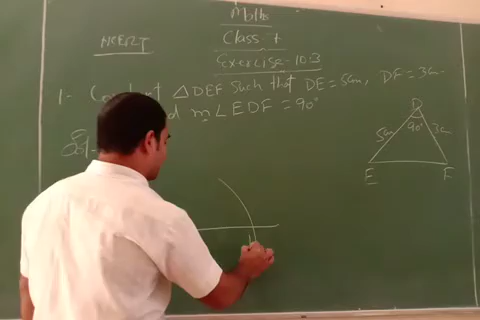 Maths
NCERT
Class-7
Exercise-10.3
1- Construct △DEF such that DE=5cm, DF=3cm
m∠EDF=90°
D
5cm 90° 3cm
E F
Sol-